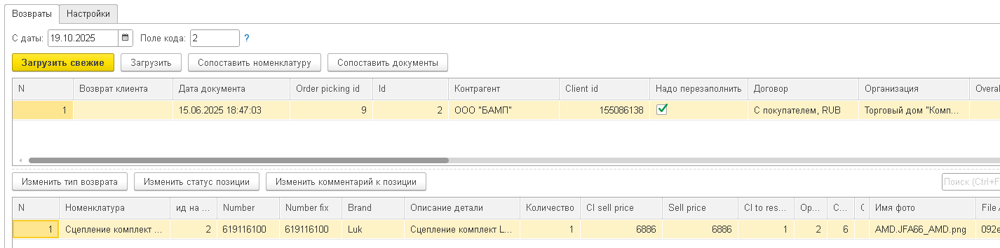 Возвраты Настройки
С даты: 19.10.2025 Поле кода: 2 ?
Загрузить свежие Загрузить Сопоставить номенклатуру Сопоставить документы
N Возврат клиента Дата документа Order picking id Id Контрагент Client id Надо перезаполнить Договор Организация Overal
1 15.06.2025 18:47:03 9 2 ООО "БАМП" 155086138 С покупателем, RUB Торговый дом "Комп...
Изменить тип возврата Изменить статус позиции Изменить комментарий к позиции Поиск (Ctrl+F
N Номенклатура ид на ... Number Number fix Brand Описание детали Количество CI sell price Sell price CI to res... Op... C... Имя фото File
1 Сцепление комплект ... 2 619116100 619116100 Luk Сцепление комплект L... 1 6886 6886 1 2 6 AMD.JFA66_AMD.png 092e